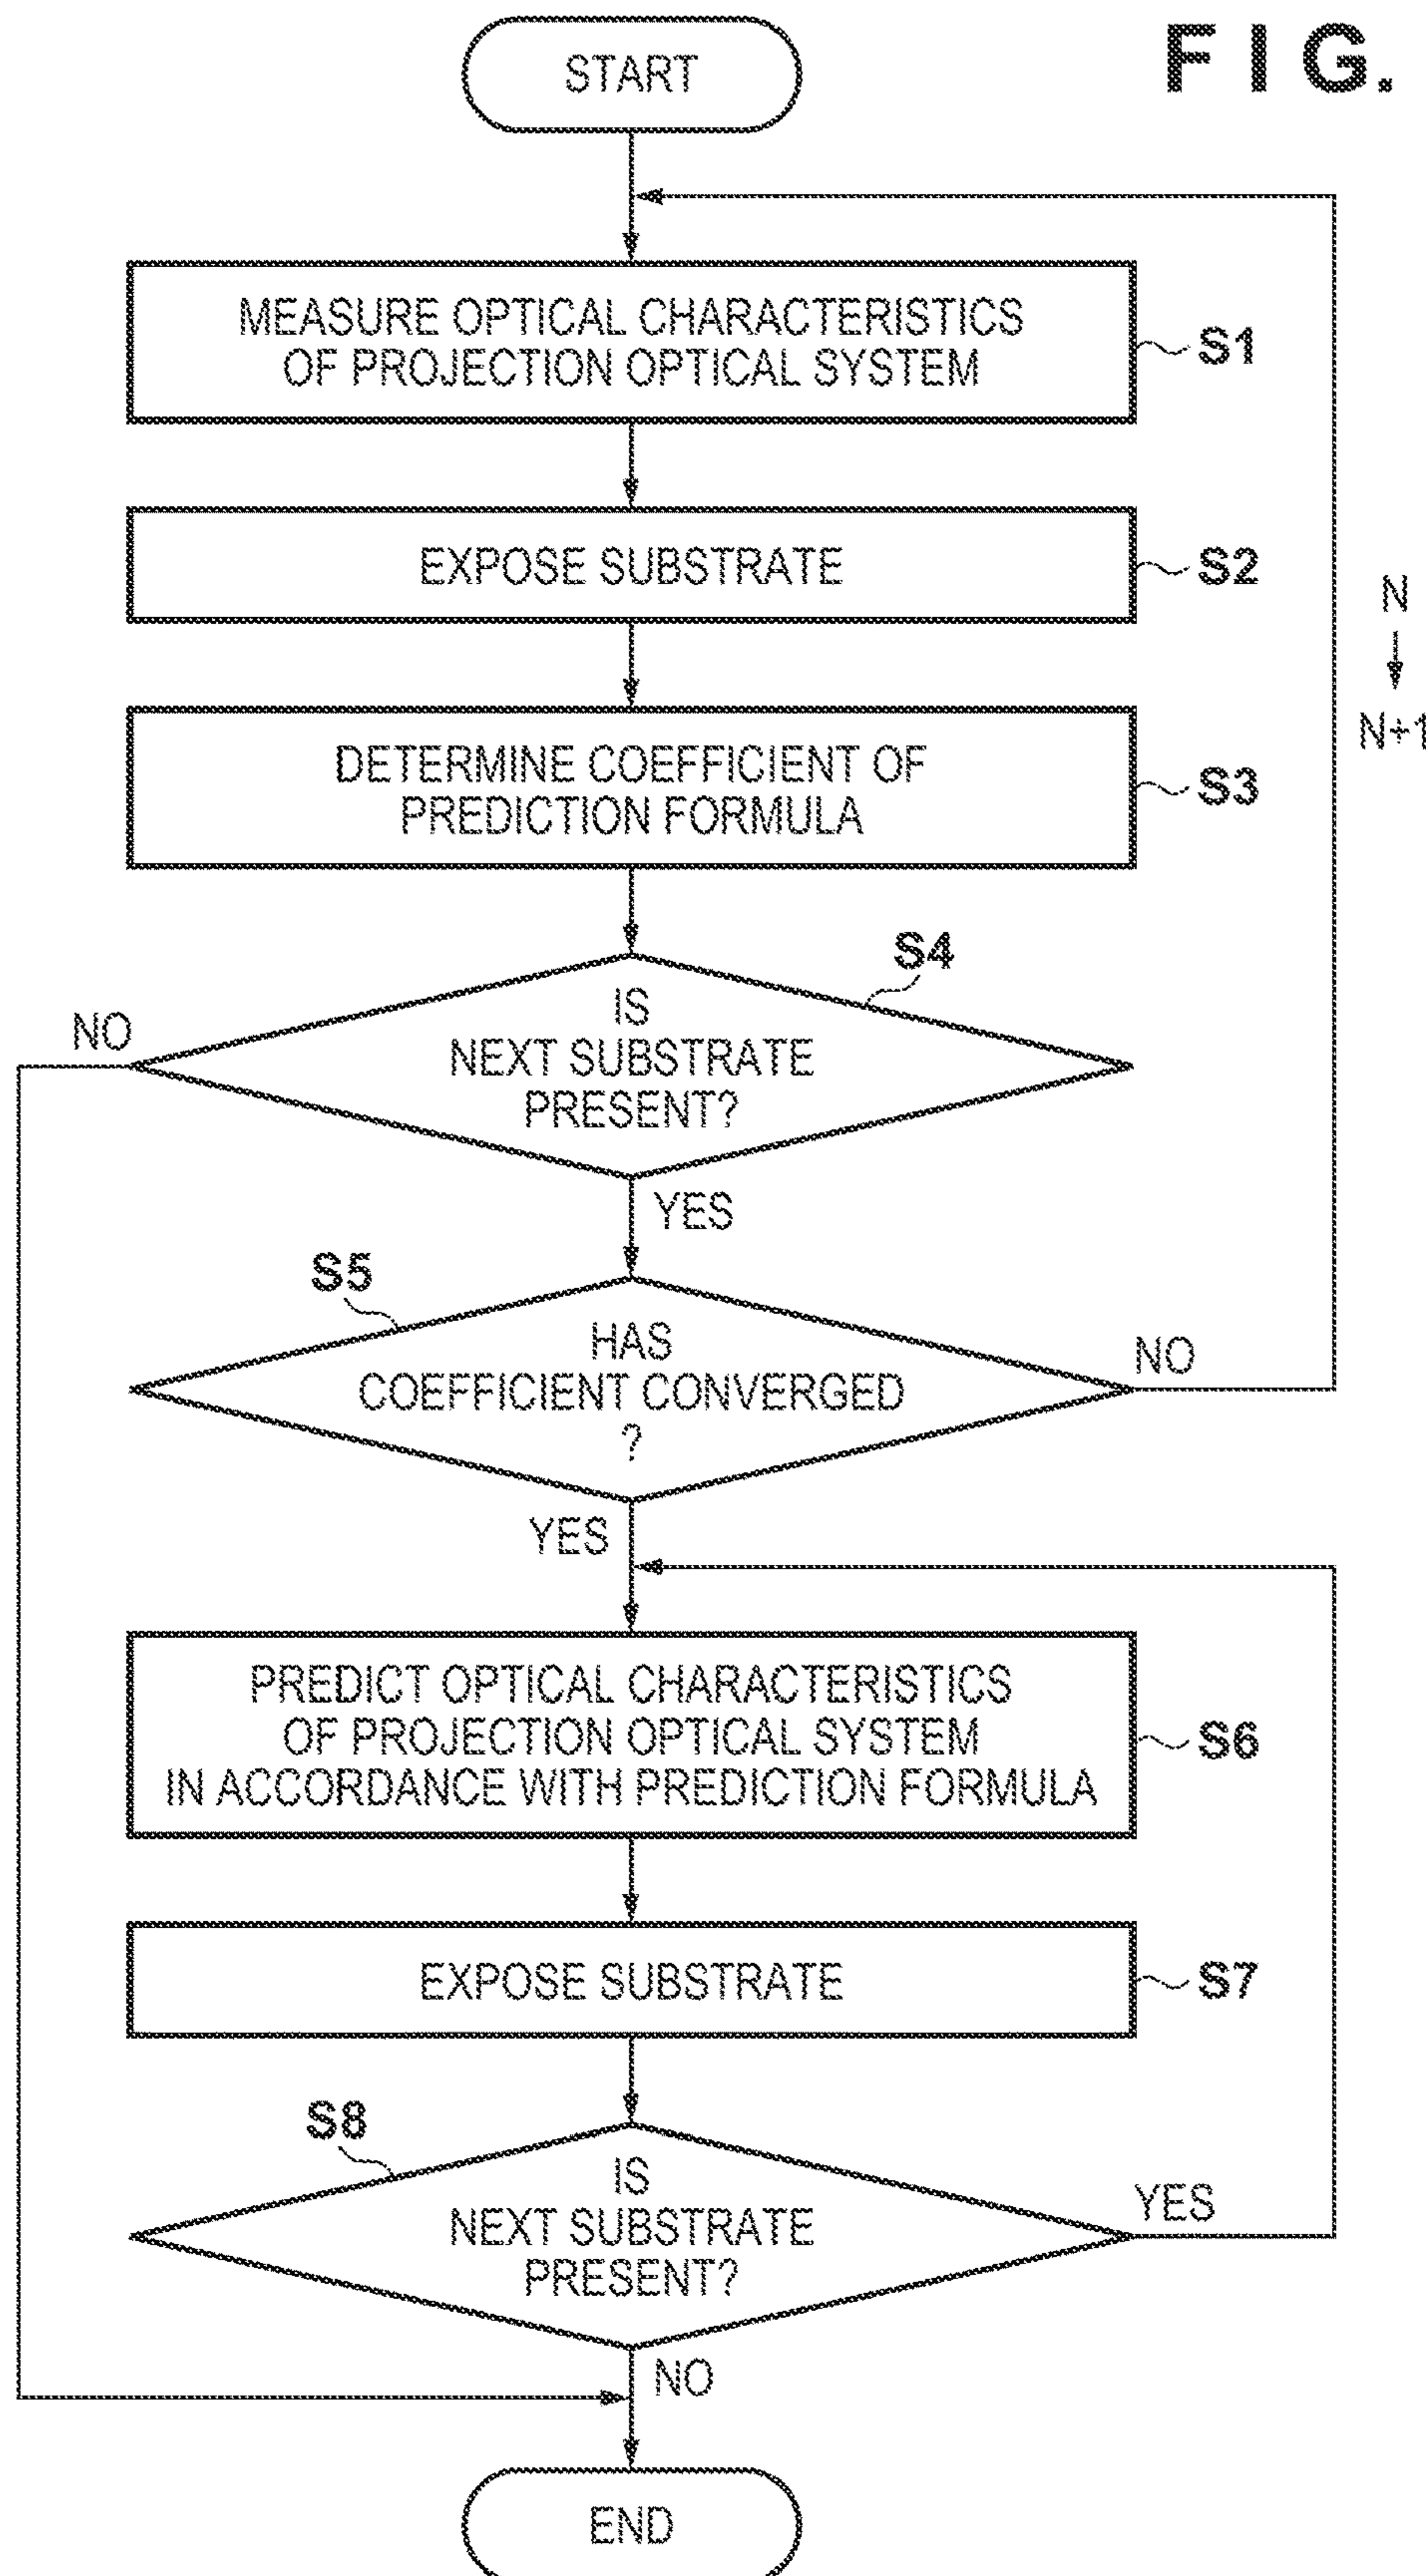 FIG.
START
MEASURE OPTICAL CHARACTERISTICS
OF PROJECTION OPTICAL SYSTEM
S1
EXPOSE SUBSTRATE
S2
N
N+1
DETERMINE COEFFICIENT OF
PREDICTION FORMULA
S3
S4
IS
NEXT SUBSTRATE
PRESENT?
NO
YES
S5
HAS
COEFFICIENT CONVERGED
?
NO
YES
PREDICT OPTICAL CHARACTERISTICS
OF PROJECTION OPTICAL SYSTEM
IN ACCORDANCE WITH PREDICTION FORMULA
S6
EXPOSE SUBSTRATE
S7
S8
IS
NEXT SUBSTRATE
PRESENT?
YES
NO
END